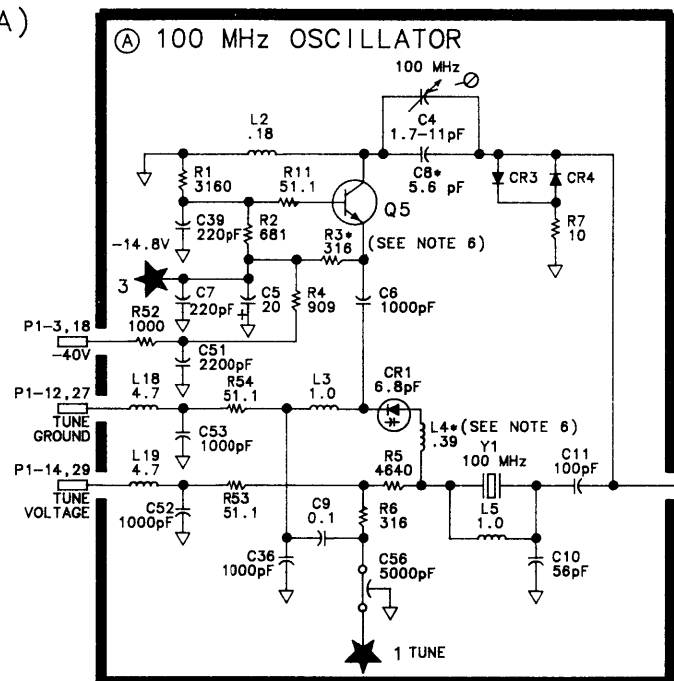 A)
Ⓐ 100 MHz OSCILLATOR
100 MHz
C4
1.7-11pF
L2
.18
R1
3160
R11
51.1
C8*
5.6 pF
CR3
CR4
Q5
C39
220pF
R2
681
R3*
316
(SEE NOTE 6)
R7
10
-14.8V
3
C7
220pF
C5
20
+
R4
909
C6
1000pF
R52
1000
P1-3,18
-40V
C51
2200pF
CR1
6.8pF
P1-12,27
TUNE
GROUND
L18
4.7
R54
51.1
L3
1.0
L4* (SEE NOTE 6)
.39
C53
1000pF
R5
4640
Y1
100 MHz
C11
100pF
P1-14,29
TUNE
VOLTAGE
L19
4.7
C52
1000pF
R53
51.1
C9
0.1
R6
316
L5
1.0
C10
56pF
C36
1000pF
C56
5000pF
1 TUNE